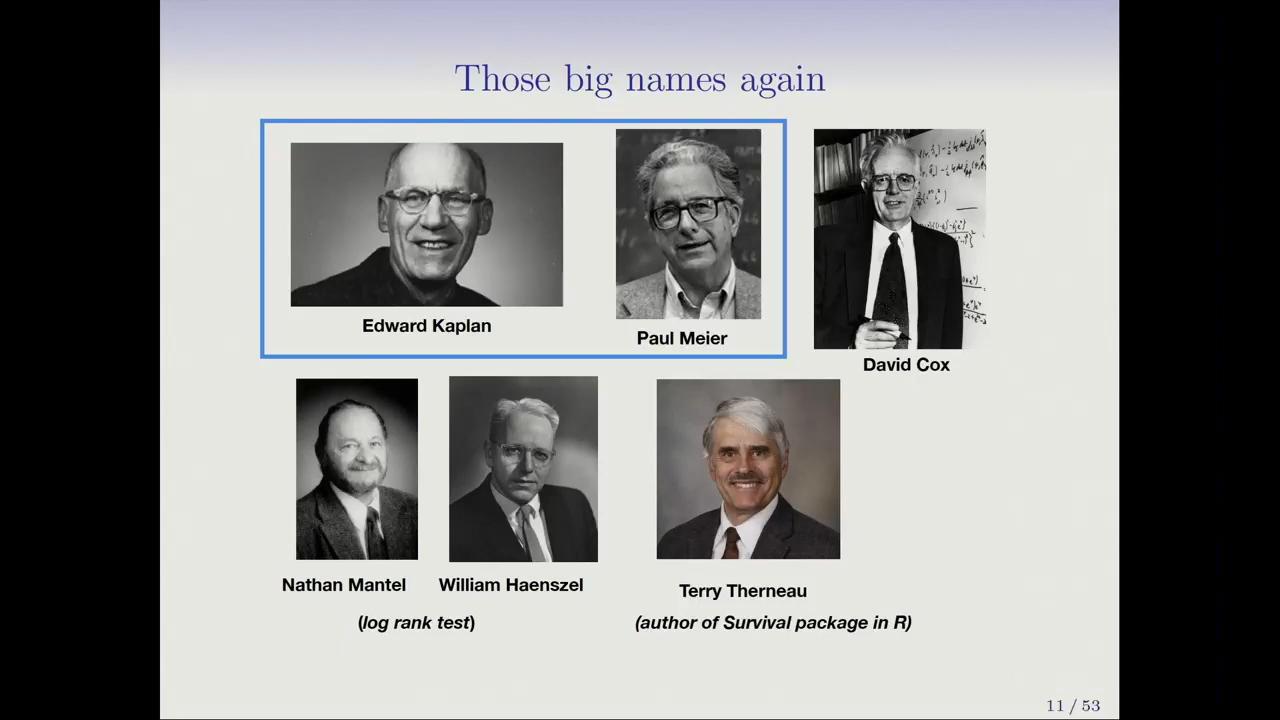 Those big names again
Edward Kaplan
Paul Meier
David Cox
Nathan Mantel
William Haenszel
Terry Therneau
(log rank test)
(author of Survival package in R)
11 / 53